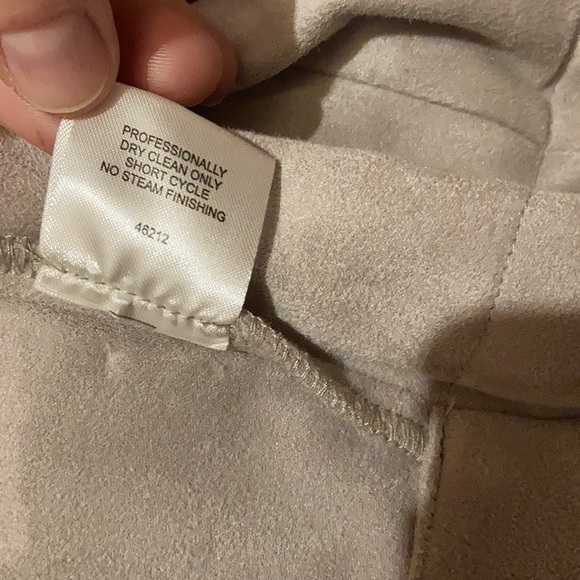 PROFESSIONALLY
DRY CLEAN ONLY
SHORT CYCLE
NO STEAM FINISHING
46212